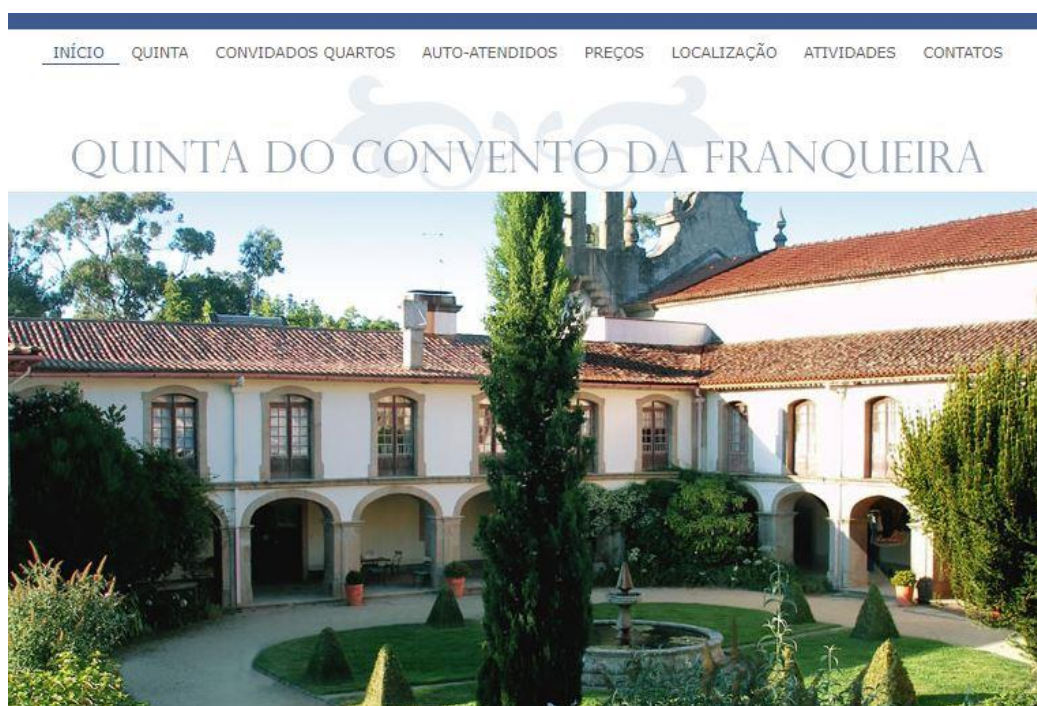 INÍCIO QUINTA CONVIDADOS QUARTOS AUTO-ATENDIDOS PREÇOS LOCALIZAÇÃO ATIVIDADES CONTATOS
QUINTA DO CONVENTO DA FRANQUEIRA